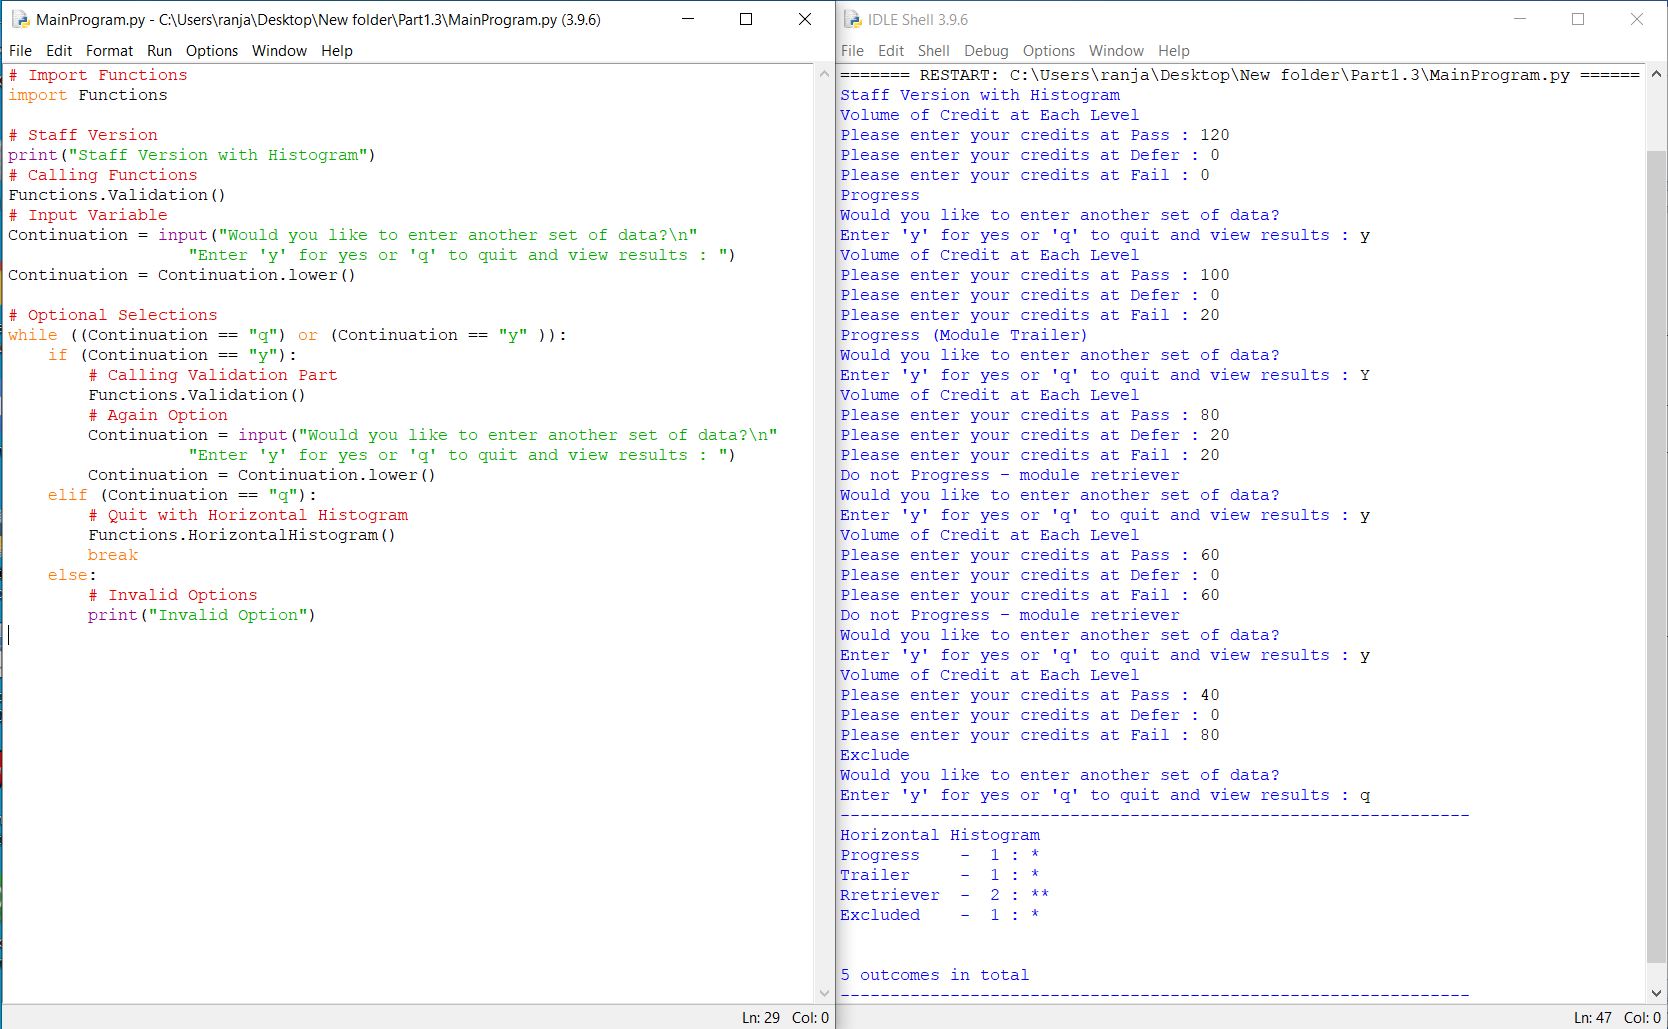 MainProgram.py - C:\Users\ranja\Desktop\New folder\Part1.3\MainProgram.py (3.9.6)
File Edit Format Run Options Window Help
# Import Functions
import Functions

# Staff Version
print("Staff Version with Histogram")
# Calling Functions
Functions.Validation()
# Input Variable
Continuation = input("Would you like to enter another set of data?\n"
                  "Enter 'y' for yes or 'q' to quit and view results : ")
Continuation = Continuation.lower()

# Optional Selections
while ((Continuation == "q") or (Continuation == "y" )):
    if (Continuation == "y"):
        # Calling Validation Part
        Functions.Validation()
        # Again Option
        Continuation = input("Would you like to enter another set of data?\n"
                  "Enter 'y' for yes or 'q' to quit and view results : ")
        Continuation = Continuation.lower()
    elif (Continuation == "q"):
        # Quit with Horizontal Histogram
        Functions.HorizontalHistogram()
        break
    else:
        # Invalid Options
        print("Invalid Option")
Ln: 29 Col: 0
IDLE Shell 3.9.6
File Edit Shell Debug Options Window Help
======= RESTART: C:\Users\ranja\Desktop\New folder\Part1.3\MainProgram.py ======
Staff Version with Histogram
Volume of Credit at Each Level
Please enter your credits at Pass : 120
Please enter your credits at Defer : 0
Please enter your credits at Fail : 0
Progress
Would you like to enter another set of data?
Enter 'y' for yes or 'q' to quit and view results : y
Volume of Credit at Each Level
Please enter your credits at Pass : 100
Please enter your credits at Defer : 0
Please enter your credits at Fail : 20
Progress (Module Trailer)
Would you like to enter another set of data?
Enter 'y' for yes or 'q' to quit and view results : Y
Volume of Credit at Each Level
Please enter your credits at Pass : 80
Please enter your credits at Defer : 20
Please enter your credits at Fail : 20
Do not Progress – module retriever
Would you like to enter another set of data?
Enter 'y' for yes or 'q' to quit and view results : y
Volume of Credit at Each Level
Please enter your credits at Pass : 60
Please enter your credits at Defer : 0
Please enter your credits at Fail : 60
Do not Progress – module retriever
Would you like to enter another set of data?
Enter 'y' for yes or 'q' to quit and view results : y
Volume of Credit at Each Level
Please enter your credits at Pass : 40
Please enter your credits at Defer : 0
Please enter your credits at Fail : 80
Exclude
Would you like to enter another set of data?
Enter 'y' for yes or 'q' to quit and view results : q
---------------------------------------------------------------
Horizontal Histogram
Progress    -  1 : *
Trailer     -  1 : *
Rretriever  -  2 : **
Excluded    -  1 : *


5 outcomes in total
---------------------------------------------------------------
Ln: 47 Col: 0